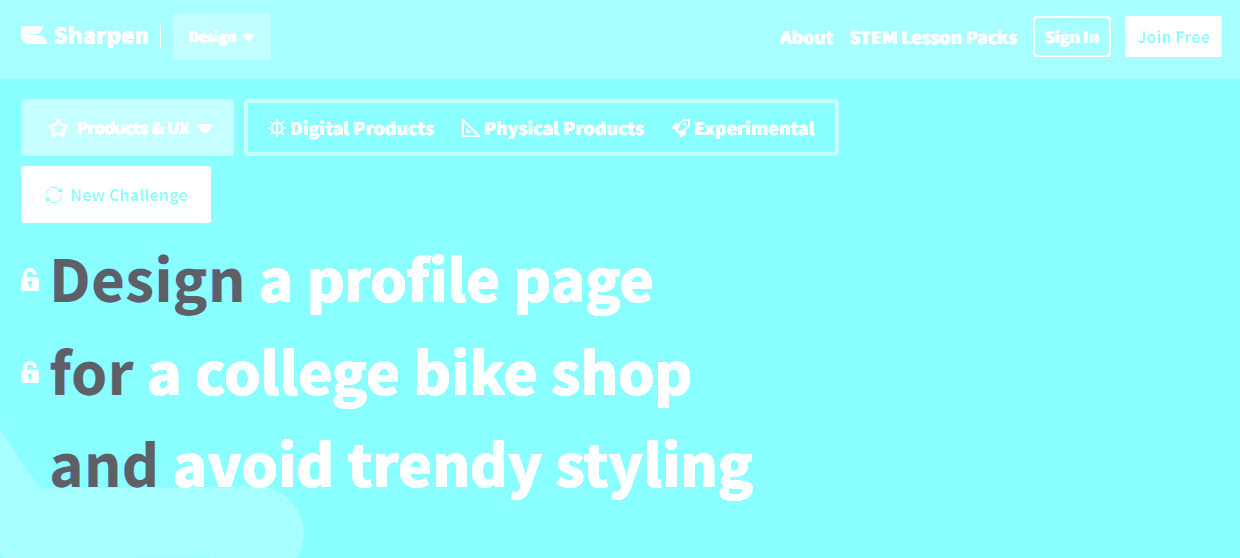 Sharpen
Design
About
STEM Lesson Packs
Sign In
Join Free
Products & UX
Digital Products
Physical Products
Experimental
New Challenge
Design a profile page
for a college bike shop
and avoid trendy styling